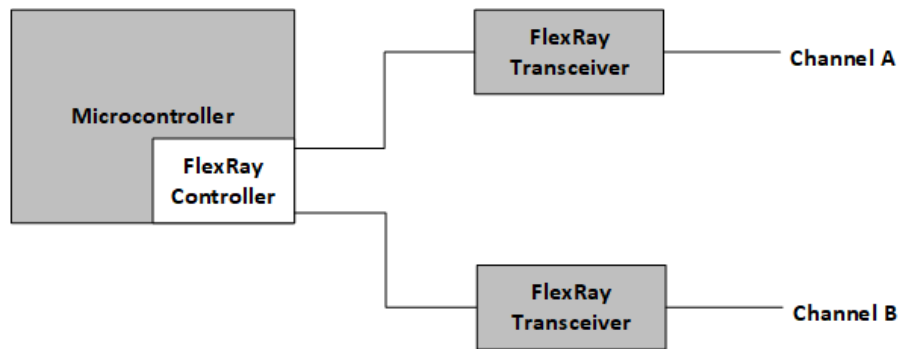 FlexRay
Transceiver
Channel A
Microcontroller
FlexRay
Controller
FlexRay
Transceiver
Channel B